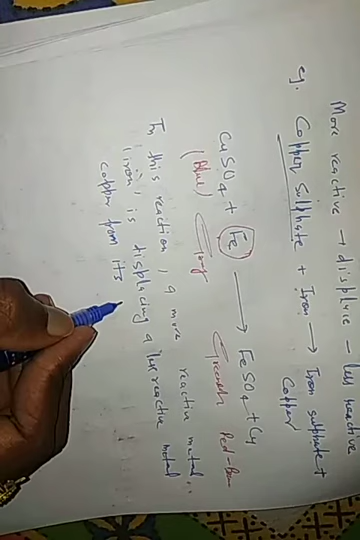 More reactive → displace - less reactive
eg. Copper Sulphate + Iron → Iron sulphate +
Copper
CuSO4 + Fe → FeSO4 + Cu
(Blue) Grey Greenish Red-Brown
In this reaction, a more reactive metal
(iron) is displacing a less reactive metal
copper from its